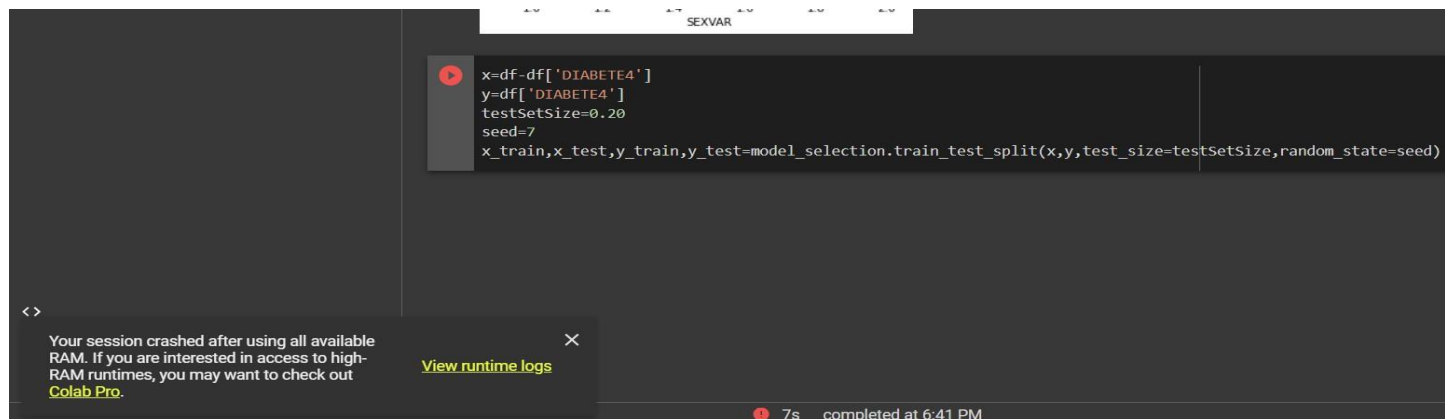 SEXVAR
x=df-df['DIABETE4']
y=df['DIABETE4']
testSetSize=0.20
seed=7
x_train,x_test,y_train,y_test=model_selection.train_test_split(x,y,test_size=testSetSize,random_state=seed)
<>
Your session crashed after using all available
RAM. If you are interested in access to high-
RAM runtimes, you may want to check out
Colab Pro.
View runtime logs
7s completed at 6:41 PM